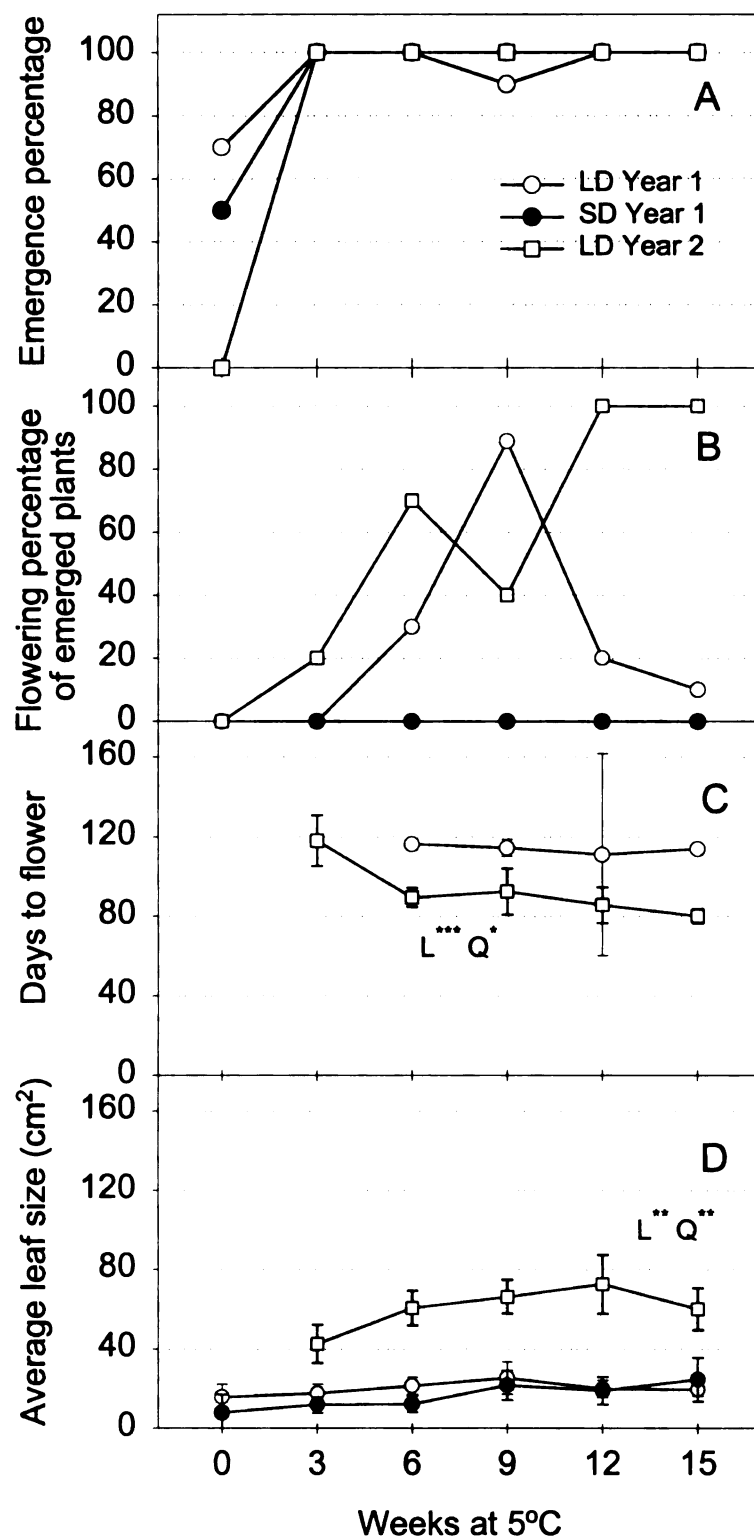 Emergence percentage
100
80
60
40
20
0
A
LD Year 1
SD Year 1
LD Year 2
Flowering percentage
of emerged plants
100
80
60
40
20
0
B
Days to flower
160
120
80
40
0
C
L*** Q*
Average leaf size (cm²)
160
120
80
40
0
D
L** Q**
0 3 6 9 12 15
Weeks at 5ºC